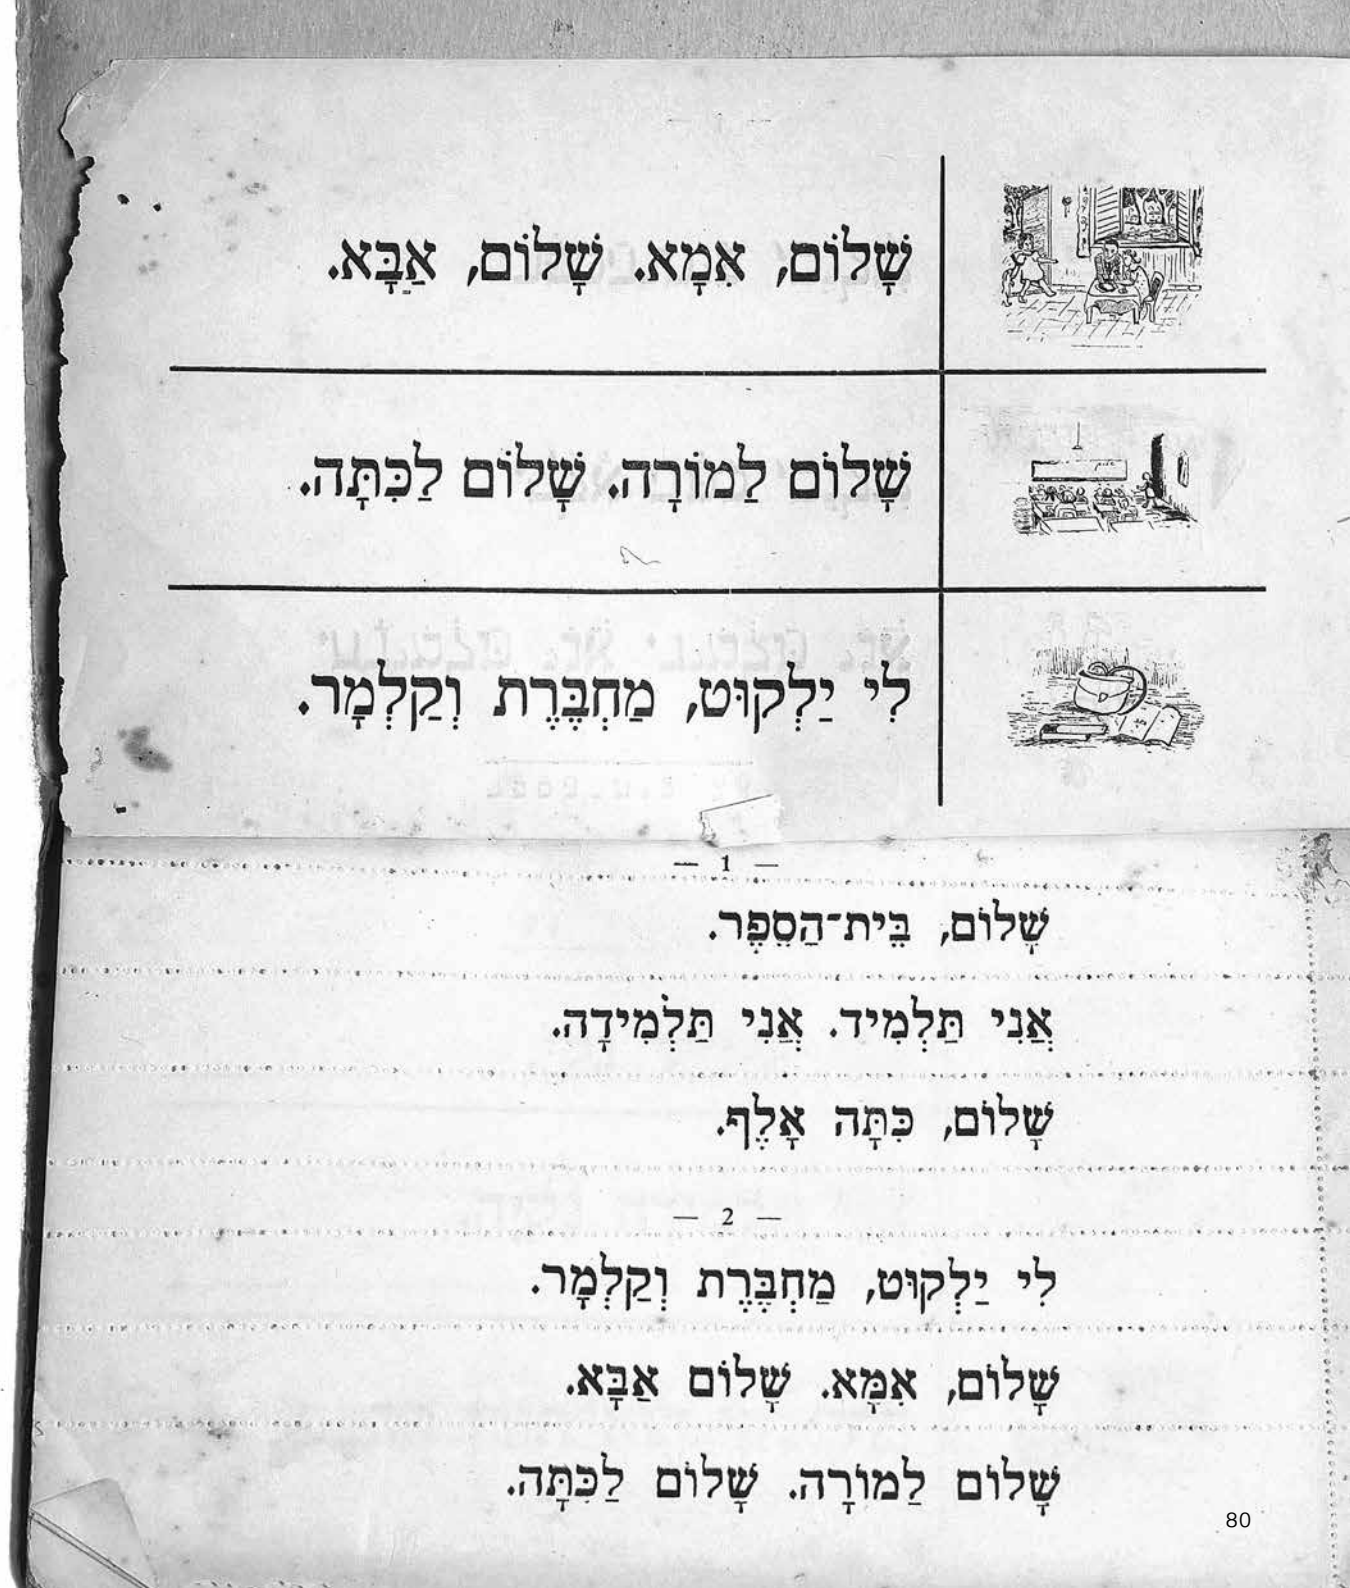 שָׁלוֹם, אִמָּא. שָׁלוֹם, אַבָּא.
שָׁלוֹם לַמּוֹרָה. שָׁלוֹם לַכִּתָּה.
לִי יַלְקוּט, מַחְבֶּרֶת וְקַלְמָר.
— 1 —
שָׁלוֹם, בֵּית־הַסֵּפֶר.
אֲנִי תַּלְמִיד. אֲנִי תַּלְמִידָה.
שָׁלוֹם, כִּתָּה אָלֶף.
— 2 —
לִי יַלְקוּט, מַחְבֶּרֶת וְקַלְמָר.
שָׁלוֹם, אִמָּא. שָׁלוֹם אַבָּא.
שָׁלוֹם לַמּוֹרָה. שָׁלוֹם לַכִּתָּה.
80